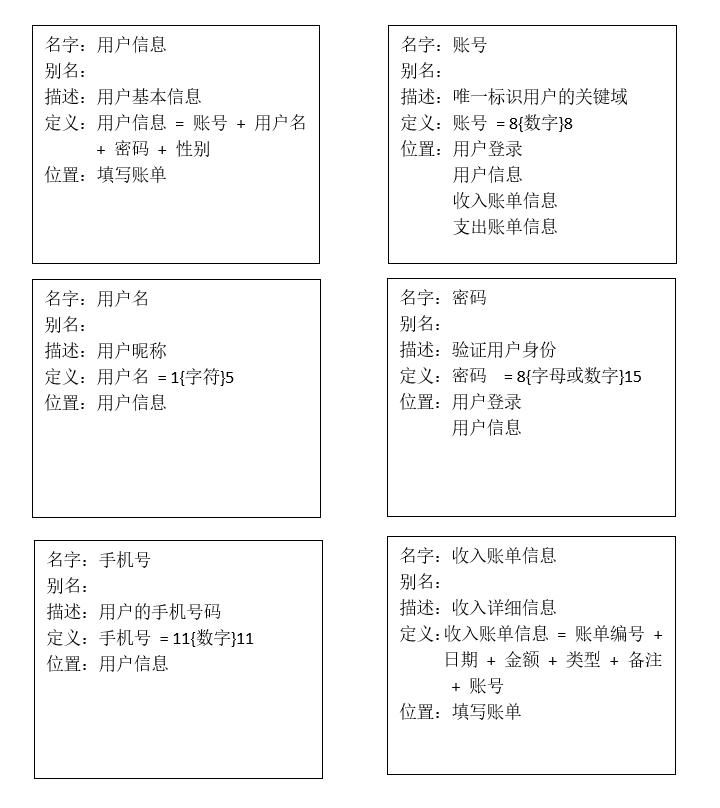 名字：用户信息
别名：
描述：用户基本信息
定义：用户信息 = 账号 + 用户名
+ 密码 + 性别
位置：填写账单
名字：账号
别名：
描述：唯一标识用户的关键域
定义：账号 = 8{数字}8
位置：用户登录
用户信息
收入账单信息
支出账单信息
名字：用户名
别名：
描述：用户昵称
定义：用户名 = 1{字符}5
位置：用户信息
名字：密码
别名：
描述：验证用户身份
定义：密码 = 8{字母或数字}15
位置：用户登录
用户信息
名字：手机号
别名：
描述：用户的手机号码
定义：手机号 = 11{数字}11
位置：用户信息
名字：收入账单信息
别名：
描述：收入详细信息
定义：收入账单信息 = 账单编号 +
日期 + 金额 + 类型 + 备注
+ 账号
位置：填写账单